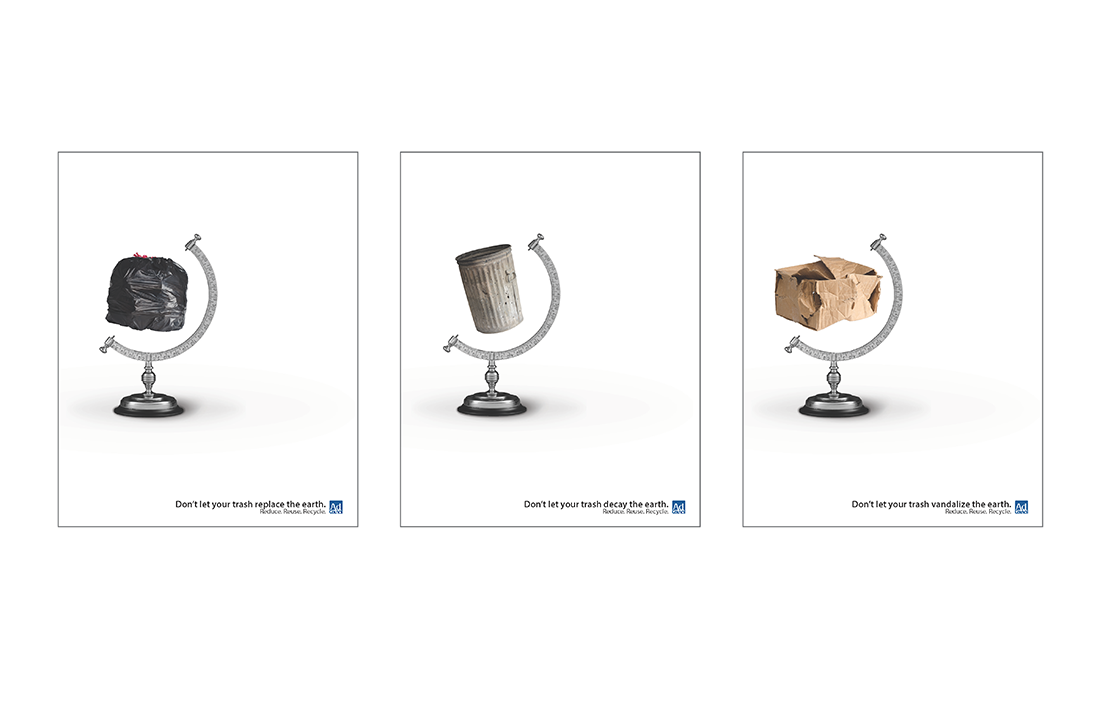 Don't let your trash replace the earth.
Reduce. Reuse. Recycle.
Ad
Don't let your trash decay the earth.
Reduce. Reuse. Recycle.
Ad
Don't let your trash vandalize the earth.
Reduce. Reuse. Recycle.
Ad